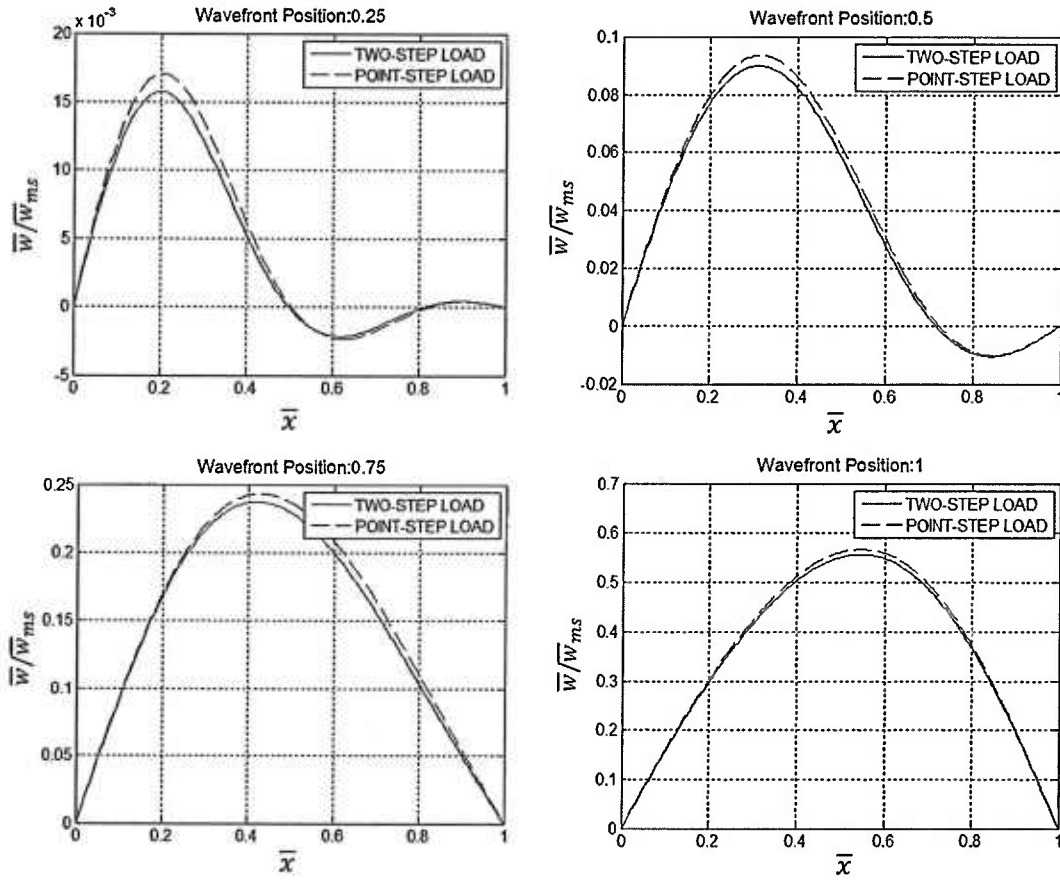 Wavefront Position:0.25
x 10⁻³
20
15
10
5
0
-5
w̄/w̄ms
TWO-STEP LOAD
POINT-STEP LOAD
0 0.2 0.4 0.6 0.8 1
x̄
Wavefront Position:0.5
0.1
0.08
0.06
0.04
0.02
0
-0.02
w̄/w̄ms
TWO-STEP LOAD
POINT-STEP LOAD
0 0.2 0.4 0.6 0.8 1
x̄
Wavefront Position:0.75
0.25
0.2
0.15
0.1
0.05
0
w̄/w̄ms
TWO-STEP LOAD
POINT-STEP LOAD
0 0.2 0.4 0.6 0.8 1
x̄
Wavefront Position:1
0.7
0.6
0.5
0.4
0.3
0.2
0.1
0
w̄/w̄ms
TWO-STEP LOAD
POINT-STEP LOAD
0 0.2 0.4 0.6 0.8 1
x̄